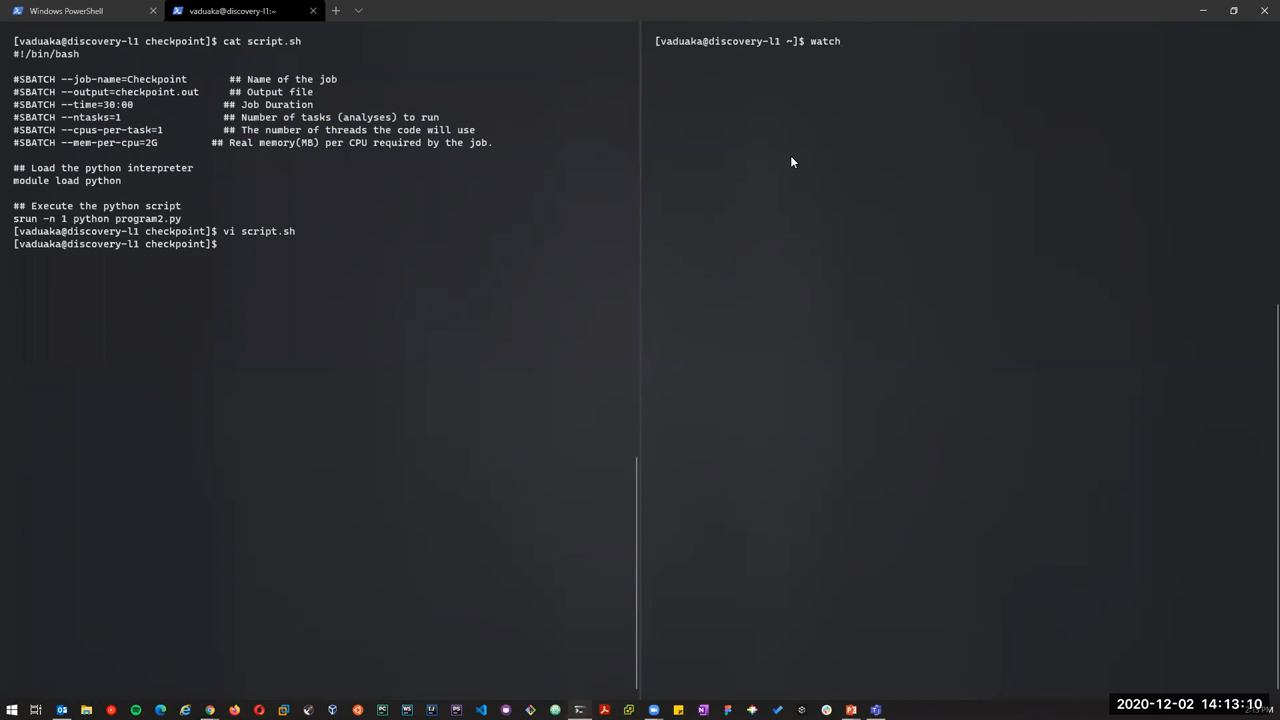 Windows PowerShell
vaduaka@discovery-l1:~
[vaduaka@discovery-l1 checkpoint]$ cat script.sh
#!/bin/bash
#SBATCH --job-name=Checkpoint ## Name of the job
#SBATCH --output=checkpoint.out ## Output file
#SBATCH --time=30:00 ## Job Duration
#SBATCH --ntasks=1 ## Number of tasks (analyses) to run
#SBATCH --cpus-per-task=1 ## The number of threads the code will use
#SBATCH --mem-per-cpu=2G ## Real memory(MB) per CPU required by the job.
## Load the python interpreter
module load python
## Execute the python script
srun -n 1 python program2.py
[vaduaka@discovery-l1 checkpoint]$ vi script.sh
[vaduaka@discovery-l1 checkpoint]$
[vaduaka@discovery-l1 ~]$ watch
2020-12-02 14:13:10